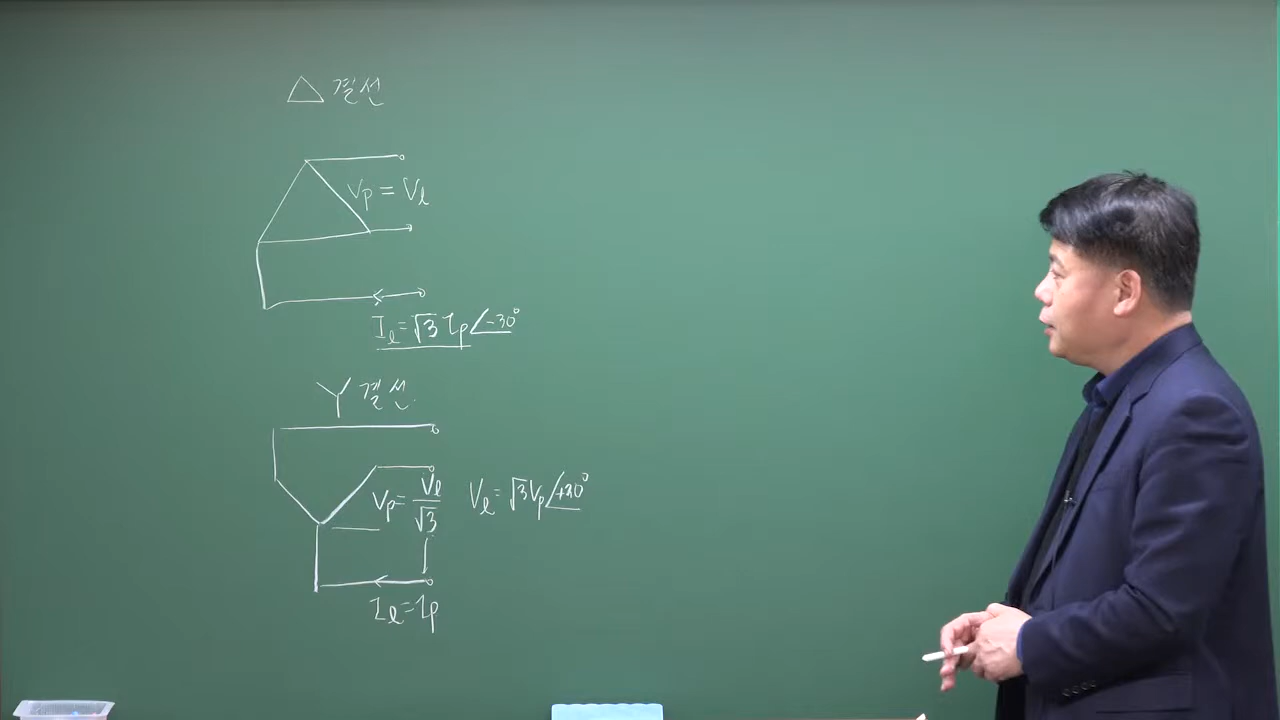 △ 결선
Vp = Vℓ
Iℓ = √3 Ip∠-30°
Y 결선
Vp = Vℓ/√3 Vℓ = √3 Vp∠+30°
Iℓ = Ip